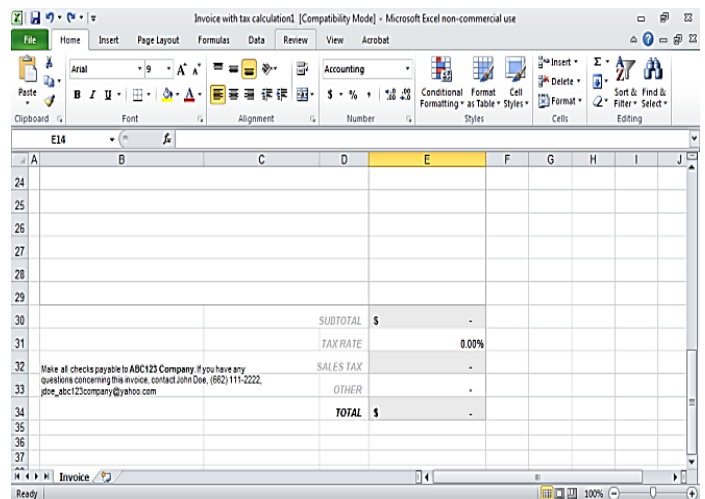 Invoice with tax calculation1 [Compatibility Mode] - Microsoft Excel non-commercial use
File Home Insert Page Layout Formulas Data Review View Acrobat
Arial 9 A A Accounting Insert Σ
Paste B I U A $ % , .00 Conditional Format Cell Delete Sort & Find &
Formatting as Table Styles Format Filter Select
Clipboard Font Alignment Number Styles Cells Editing
E14 fx
A B C D E F G H I J
24
25
26
27
28
29
30 SUBTOTAL $ -
31 TAX RATE 0.00%
32 Make all checks payable to ABC123 Company. If you have any SALES TAX -
questions concerning this invoice, contact John Doe, (662) 111-2222,
33 jdoe_abc123company@yahoo.com OTHER -
34 TOTAL $ -
35
36
37
Invoice
Ready 100%